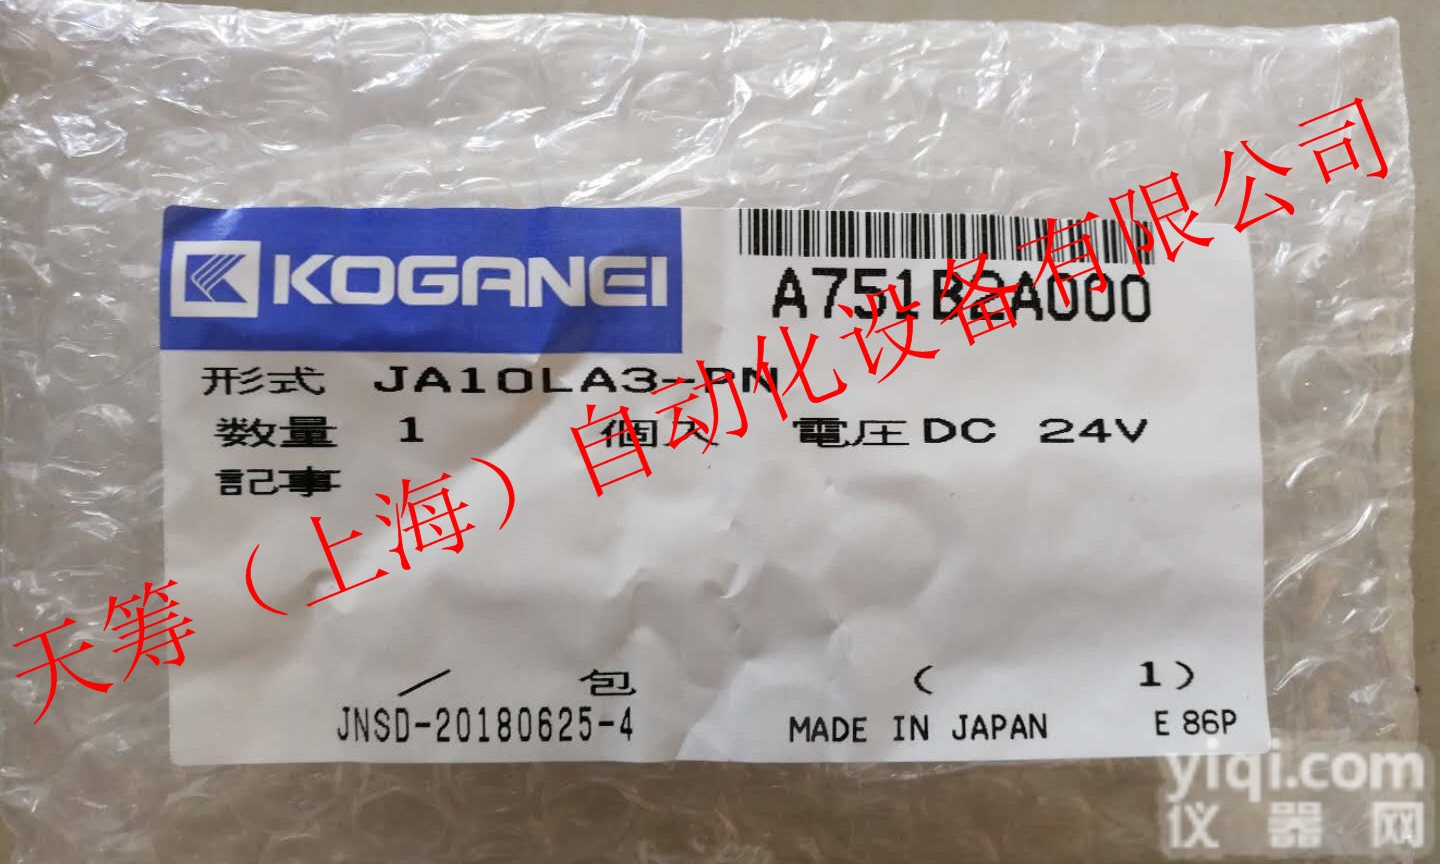 KOGANEI
A751B2A000
形式 JA10LA3-PN
数量 1 個入 電圧 DC 24V
記事
/ 包 ( 1)
JNSD-20180625-4 MADE IN JAPAN E 86P
天筹（上海）自动化设备有限公司
yiqi.com
仪器网